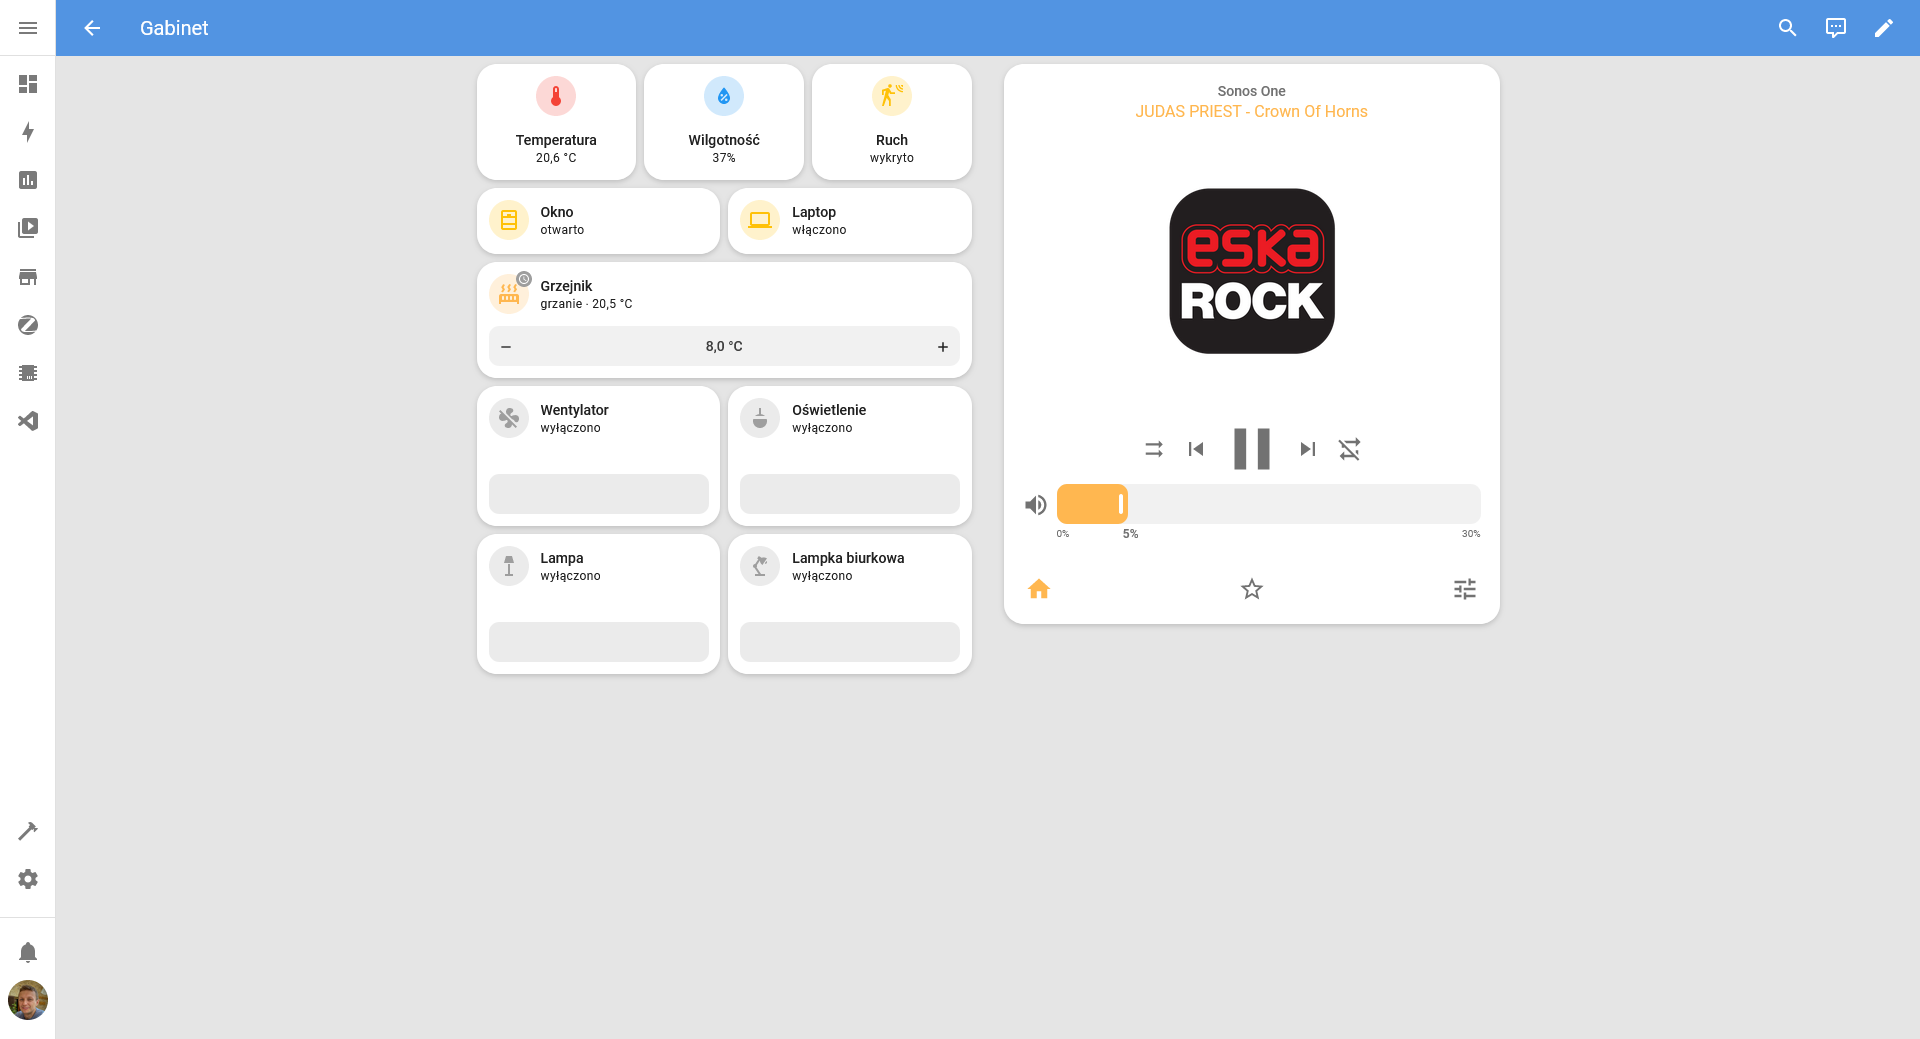 Gabinet
Temperatura
20,6 °C
Wilgotność
37%
Ruch
wykryto
Okno
otwarto
Laptop
włączono
Grzejnik
grzanie · 20,5 °C
8,0 °C
Wentylator
wyłączono
Oświetlenie
wyłączono
Lampa
wyłączono
Lampka biurkowa
wyłączono
Sonos One
JUDAS PRIEST - Crown Of Horns
eska
ROCK
0%
5%
30%